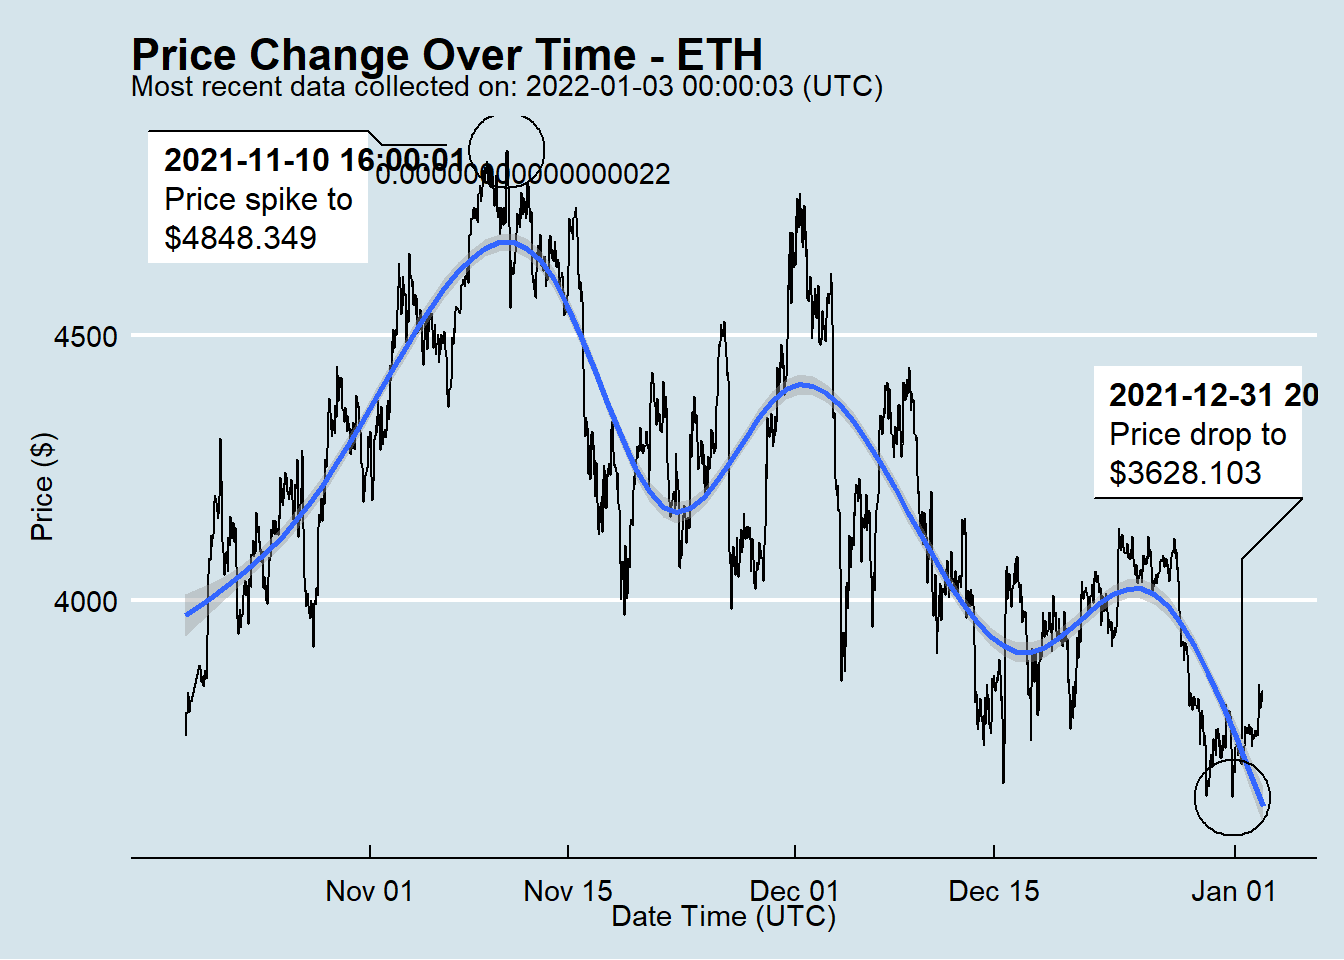 Price Change Over Time - ETH
Most recent data collected on: 2022-01-03 00:00:03 (UTC)
2021-11-10 16:00:01
Price spike to
$4848.349
0.00000000000000022
4500
2021-12-31 20
Price drop to
$3628.103
4000
Price ($)
Nov 01
Nov 15
Dec 01
Dec 15
Jan 01
Date Time (UTC)